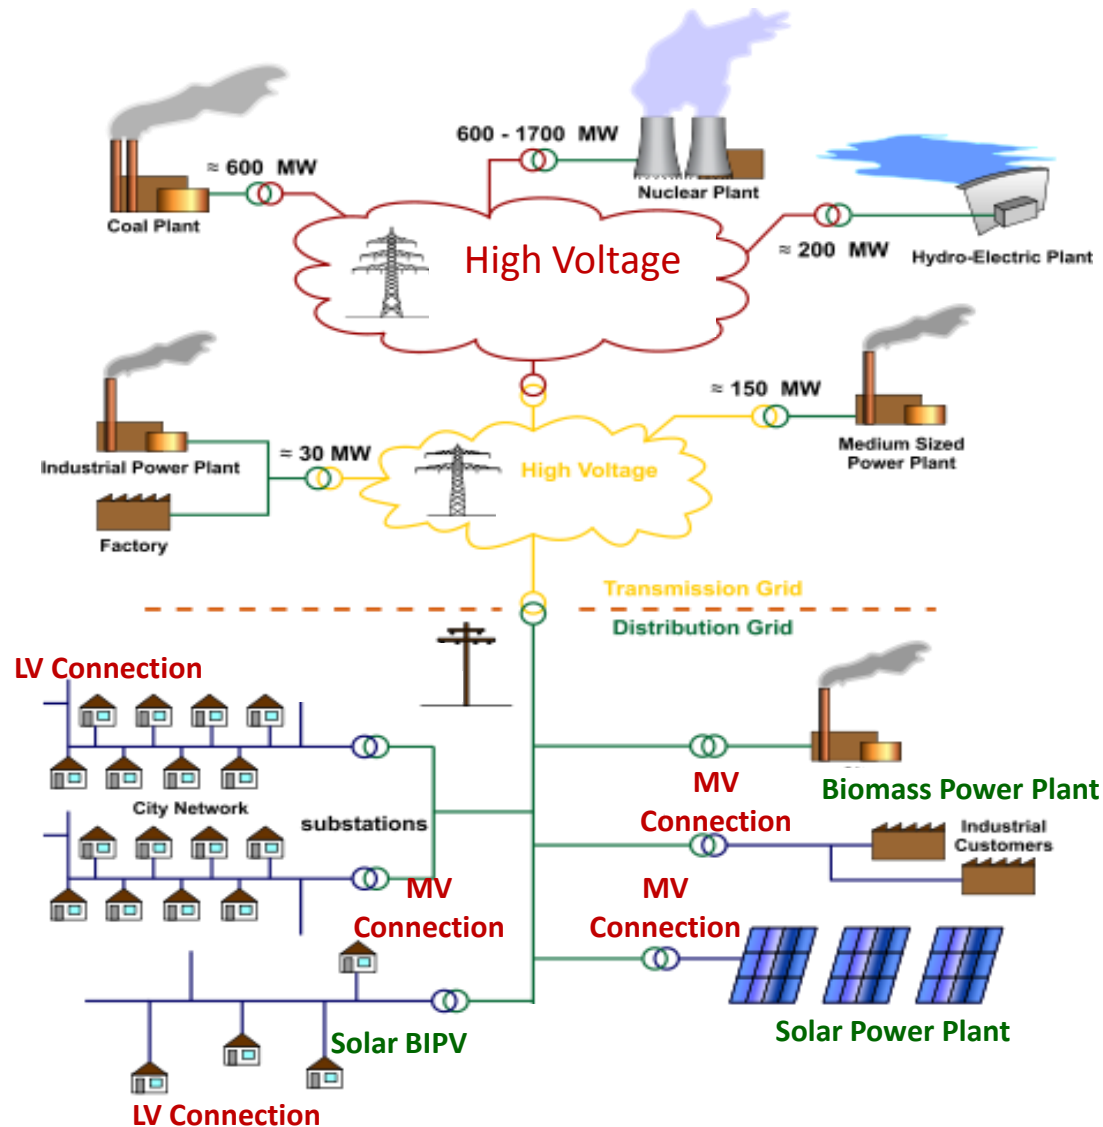 600 - 1700 MW
≈ 600 MW
Nuclear Plant
Coal Plant
High Voltage
≈ 200 MW
Hydro-Electric Plant
≈ 150 MW
Industrial Power Plant
≈ 30 MW
High Voltage
Medium Sized
Power Plant
Factory
Transmission Grid
Distribution Grid
LV Connection
City Network
substations
MV
Connection
Biomass Power Plant
Industrial
Customers
MV
Connection
MV
Connection
Solar BIPV
Solar Power Plant
LV Connection